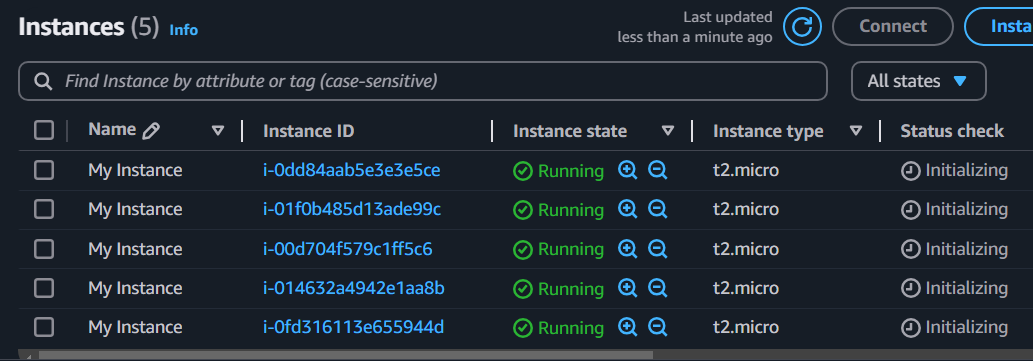 Instances (5) Info
Last updated
less than a minute ago
Connect
Insta
Find Instance by attribute or tag (case-sensitive)
All states
Name Instance ID Instance state Instance type Status check
My Instance i-0dd84aab5e3e3e5ce Running t2.micro Initializing
My Instance i-01f0b485d13ade99c Running t2.micro Initializing
My Instance i-00d704f579c1ff5c6 Running t2.micro Initializing
My Instance i-014632a4942e1aa8b Running t2.micro Initializing
My Instance i-0fd316113e655944d Running t2.micro Initializing